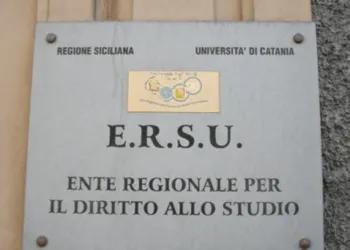 REGIONE SICILIANA UNIVERSITA' DI CATANIA
E.R.S.U.
ENTE REGIONALE PER
IL DIRITTO ALLO STUDIO